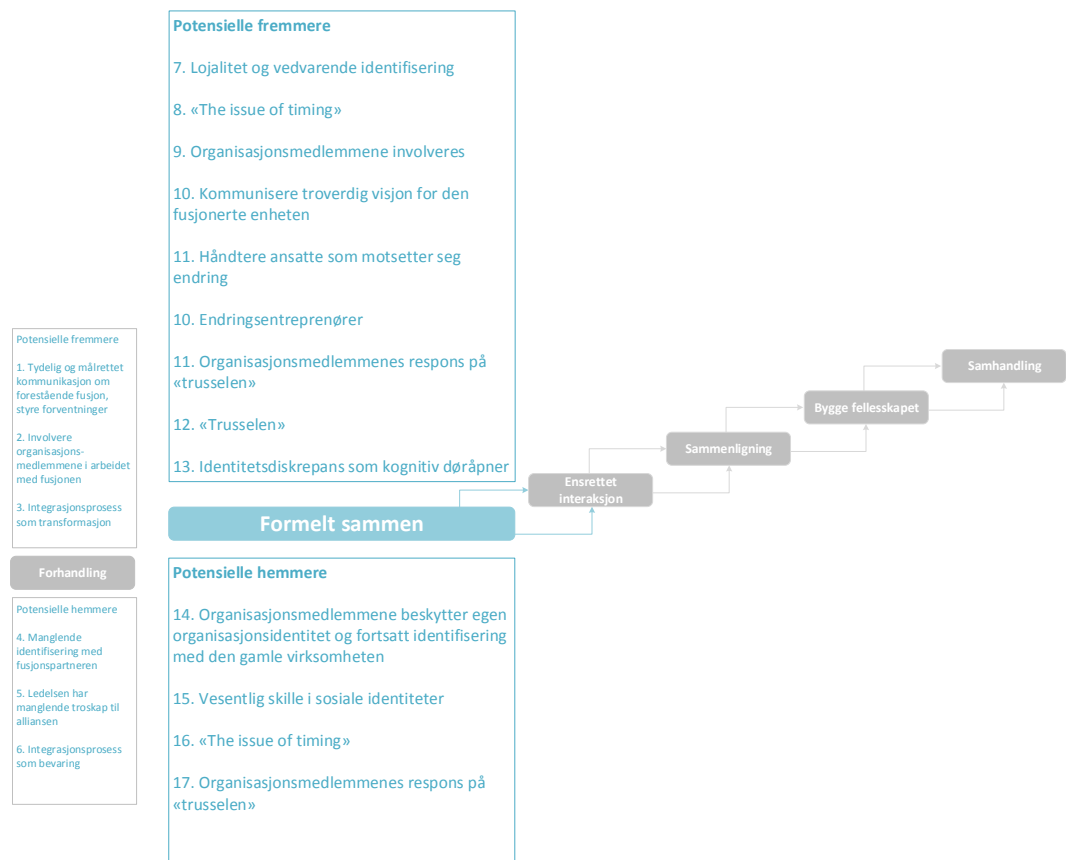 Potensielle fremmere
1. Tydelig og målrettet
kommunikasjon om
forestående fusjon,
styre forventninger
2. Involvere
organisasjons-
medlemmene i arbeidet
med fusjonen
3. Integrasjonsprosess
som transformasjon
Forhandling
Potensielle hemmere
4. Manglende
identifisering med
fusjonspartneren
5. Ledelsen har
manglende troskap til
alliansen
6. Integrasjonsprosess
som bevaring
Potensielle fremmere
7. Lojalitet og vedvarende identifisering
8. «The issue of timing»
9. Organisasjonsmedlemmene involveres
10. Kommunisere troverdig visjon for den
fusjonerte enheten
11. Håndtere ansatte som motsetter seg
endring
10. Endringsentreprenører
11. Organisasjonsmedlemmenes respons på
«trusselen»
12. «Trusselen»
13. Identitetsdiskrepans som kognitiv døråpner
Formelt sammen
Potensielle hemmere
14. Organisasjonsmedlemmene beskytter egen
organisasjonsidentitet og fortsatt identifisering
med den gamle virksomheten
15. Vesentlig skille i sosiale identiteter
16. «The issue of timing»
17. Organisasjonsmedlemmenes respons på
«trusselen»
Ensrettet
interaksjon
Sammenligning
Bygge fellesskapet
Samhandling